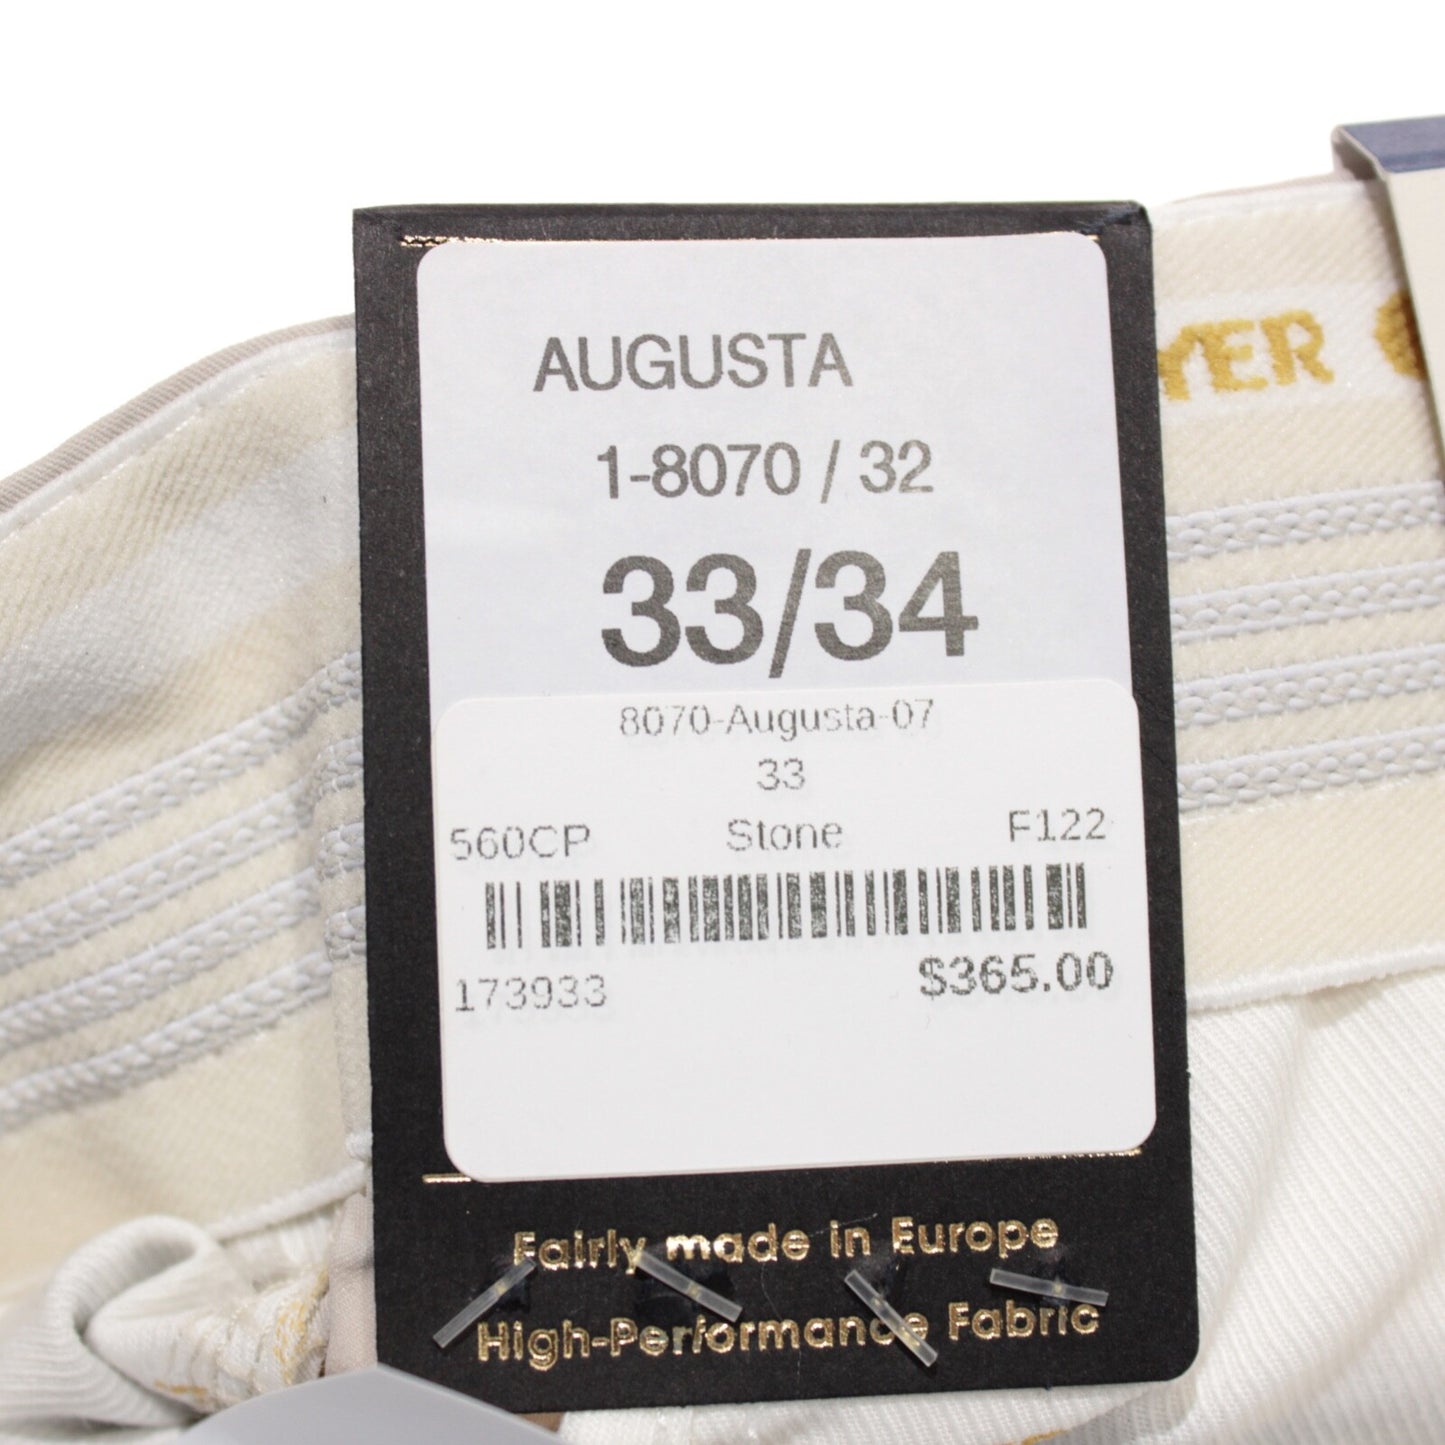 AUGUSTA
1-8070 / 32
33/34
8070-Augusta-07
33
560CP Stone F122
173933 $365.00
Fairly made in Europe
High-Performance Fabric
YER